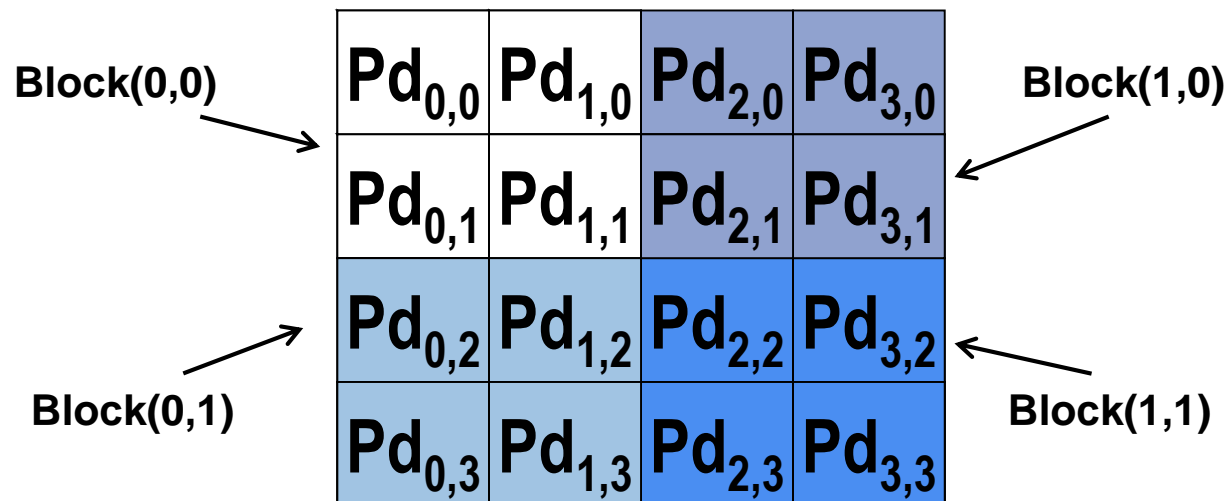 Block(0,0)
Block(1,0)
Pd0,0 Pd1,0 Pd2,0 Pd3,0
Pd0,1 Pd1,1 Pd2,1 Pd3,1
Pd0,2 Pd1,2 Pd2,2 Pd3,2
Pd0,3 Pd1,3 Pd2,3 Pd3,3
Block(0,1)
Block(1,1)